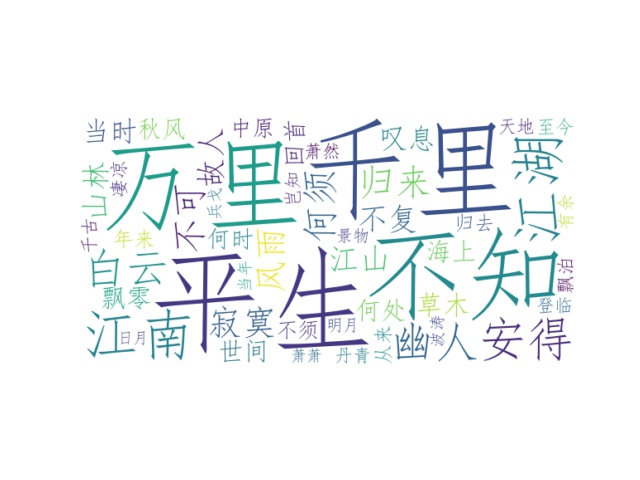 当时
秋风
中原
回首
叹息
天地
至今
山林
凄凉
万里
不可
故人
岂知
萧然
何须
千里
归来
江湖
千古
年来
兵戈
何时
风雨
当年
景物
不复
归去
有余
白云
飘零
平生
江山
不知
海上
飘泊
江南
日月
寂寞
世间
不须
明月
何处
草木
登临
萧萧
丹青
从来
幽人
波涛
安得